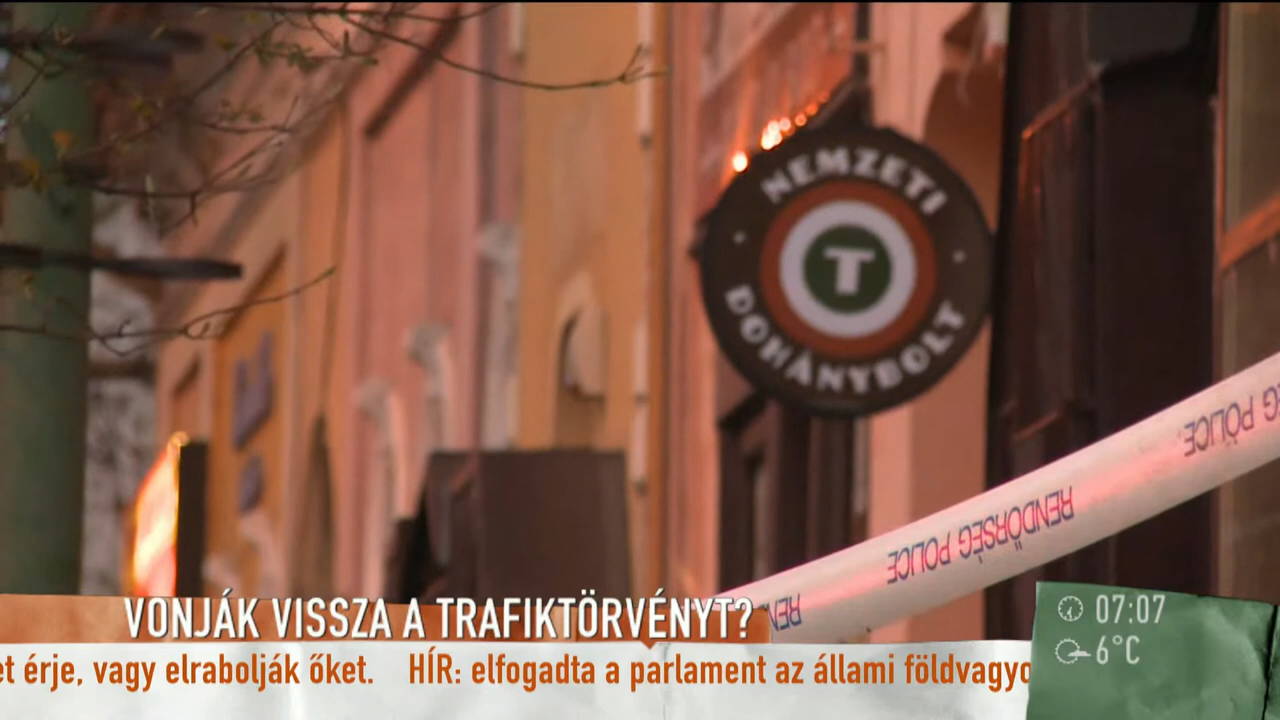 NEMZETI
T
DOHÁNYBOLT
RENDŐRSÉG POLICE
VONJÁK VISSZA A TRAFIKTÖRVÉNYT?
07:07
6°C
et érje, vagy elrabolják őket. HÍR: elfogadta a parlament az állami földvagyo